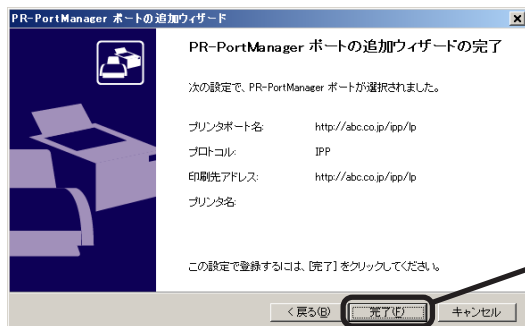 PR-PortManager ポートの追加ウィザード
PR-PortManager ポートの追加ウィザードの完了
次の設定で、PR-PortManager ポートが選択されました。
プリンタポート名: http://abc.co.jp/ipp/lp
プロトコル: IPP
印刷先アドレス: http://abc.co.jp/ipp/lp
プリンタ名:
この設定で登録するには、[完了] をクリックしてください。
< 戻る(B) 完了(F) キャンセル